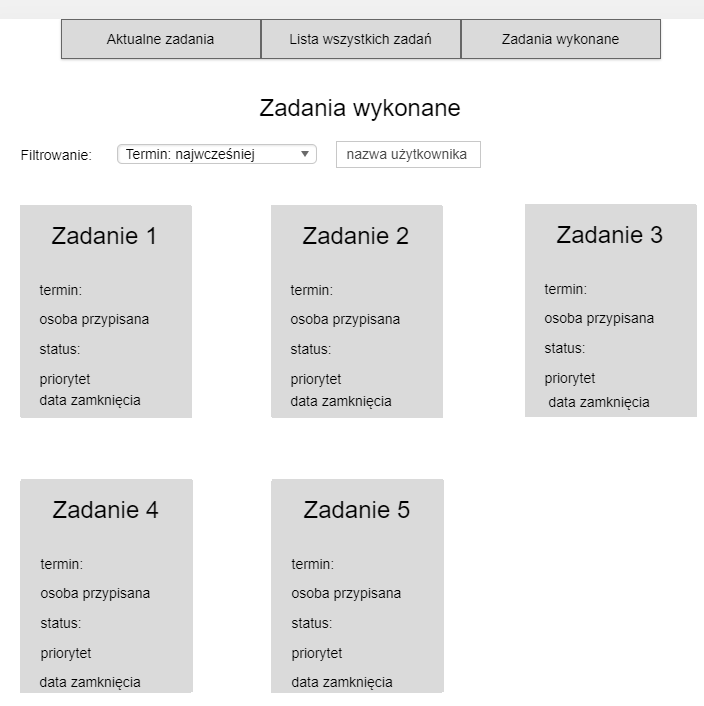 Aktualne zadania
Lista wszystkich zadań
Zadania wykonane
Zadania wykonane
Filtrowanie:
Termin: najwcześniej
nazwa użytkownika
Zadanie 1
termin:
osoba przypisana
status:
priorytet
data zamknięcia
Zadanie 2
termin:
osoba przypisana
status:
priorytet
data zamknięcia
Zadanie 3
termin:
osoba przypisana
status:
priorytet
data zamknięcia
Zadanie 4
termin:
osoba przypisana
status:
priorytet
data zamknięcia
Zadanie 5
termin:
osoba przypisana
status:
priorytet
data zamknięcia